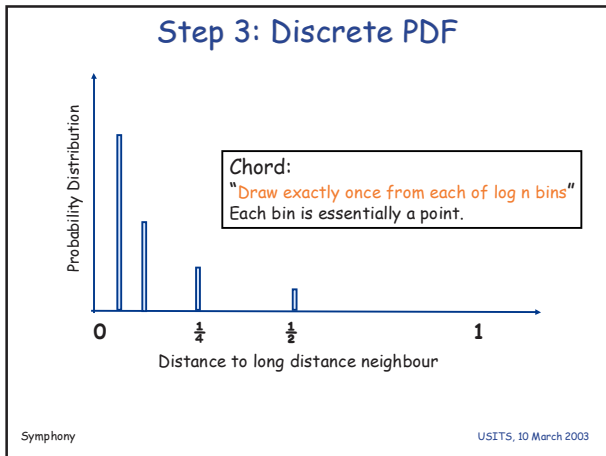 Step 3: Discrete PDF
Probability Distribution
Chord:
"Draw exactly once from each of log n bins"
Each bin is essentially a point.
0 ¼ ½ 1
Distance to long distance neighbour
Symphony USITS, 10 March 2003